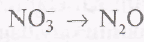 NO₃⁻ → N₂O